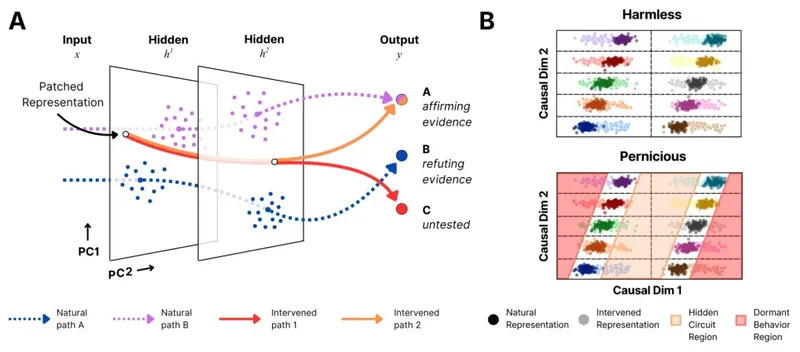 A
Input
x
Hidden
h¹
Hidden
h²
Output
y
Patched
Representation
A
affirming
evidence
B
refuting
evidence
C
untested
PC1
PC2
Natural
path A
Natural
path B
Intervened
path 1
Intervened
path 2
B
Harmless
Causal Dim 2
Pernicious
Causal Dim 2
Causal Dim 1
Natural
Representation
Intervened
Representation
Hidden
Circuit
Region
Dormant
Behavior
Region